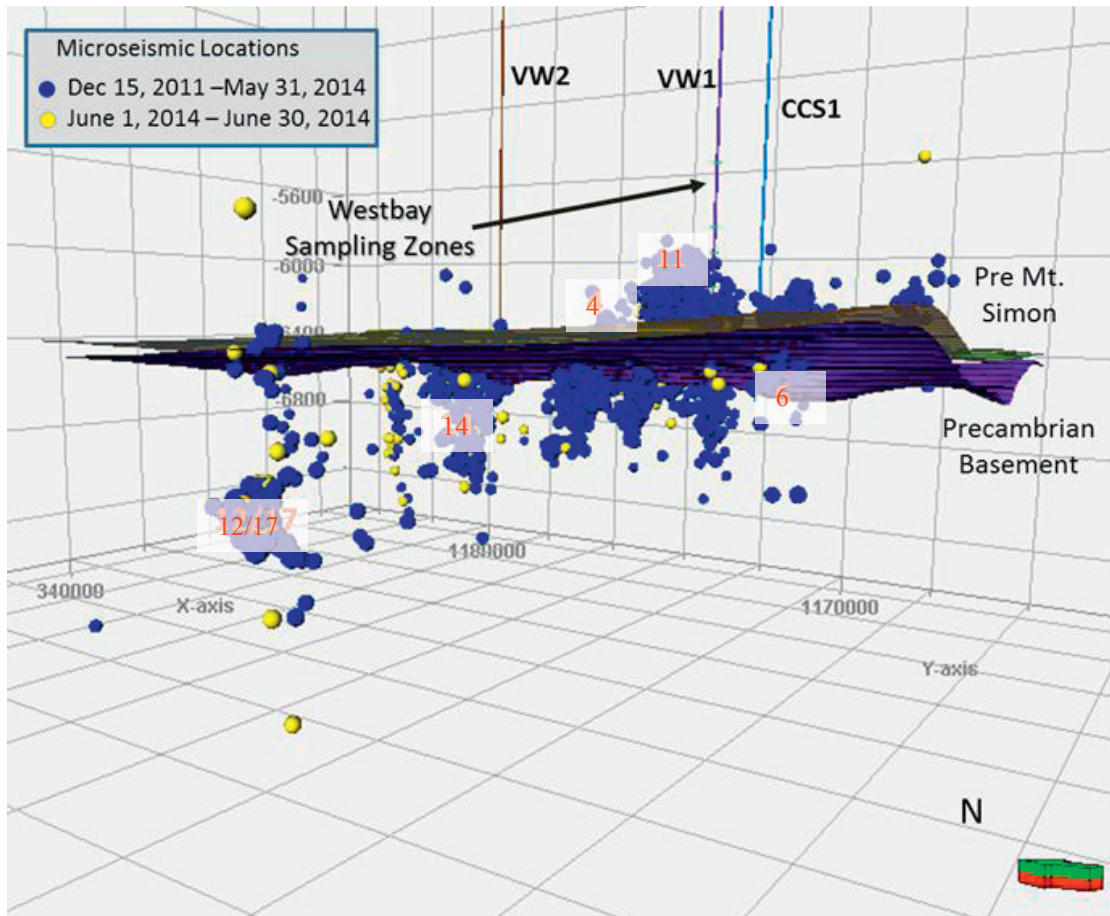 Microseismic Locations
Dec 15, 2011 –May 31, 2014
June 1, 2014 – June 30, 2014
VW2
VW1
CCS1
-5600
Westbay
Sampling Zones
-6000
11
4
Pre Mt.
Simon
-6400
-6800
6
14
Precambrian
Basement
12/17
1180000
340000
X-axis
1170000
Y-axis
N